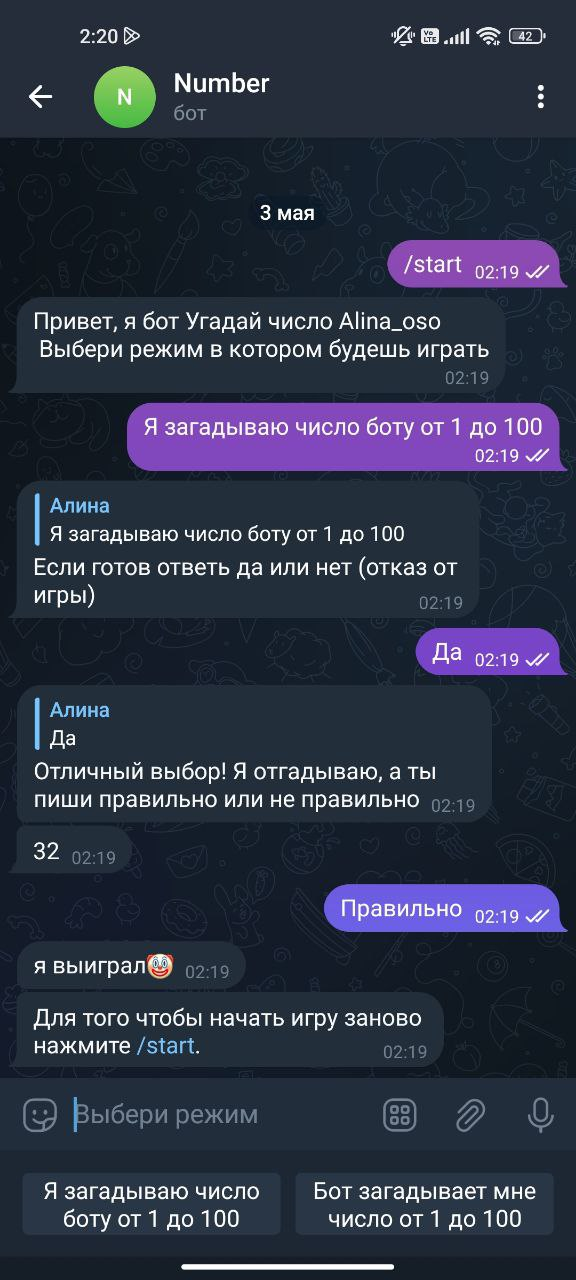 2:20
Vo
LTE
42
N
Number
бот
3 мая
/start 02:19
Привет, я бот Угадай число Alina_oso
Выбери режим в котором будешь играть
02:19
Я загадываю число боту от 1 до 100
02:19
Алина
Я загадываю число боту от 1 до 100
Если готов ответь да или нет (отказ от
игры)
02:19
Да 02:19
Алина
Да
Отличный выбор! Я отгадываю, а ты
пиши правильно или не правильно 02:19
32 02:19
Правильно 02:19
я выиграл🤡 02:19
Для того чтобы начать игру заново
нажмите /start.
02:19
Выбери режим
Я загадываю число
боту от 1 до 100
Бот загадывает мне
число от 1 до 100